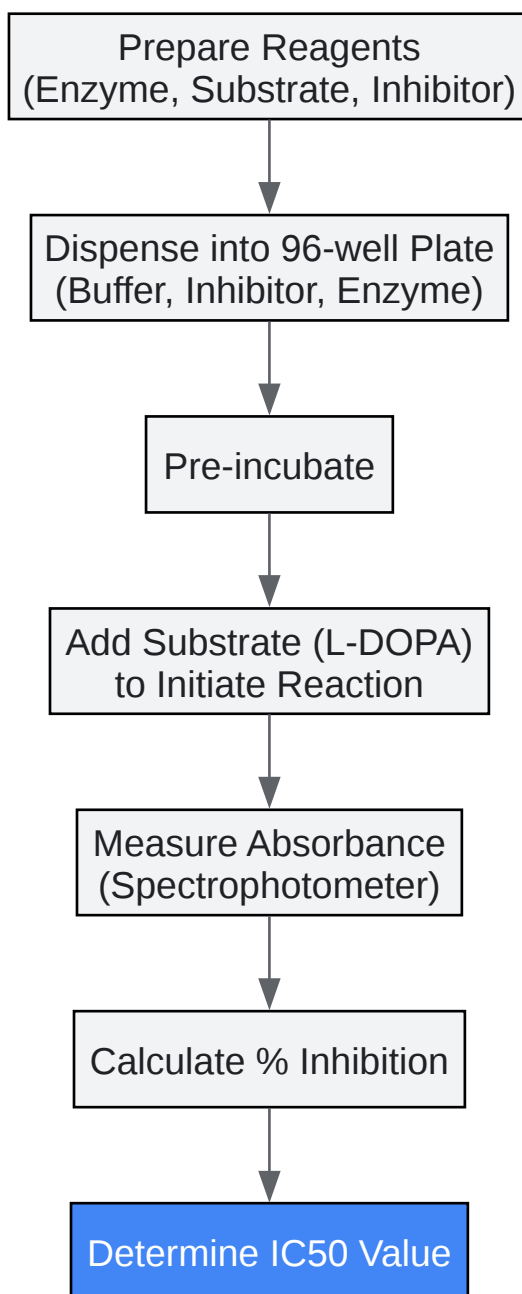 Prepare Reagents
(Enzyme, Substrate, Inhibitor)
Dispense into 96-well Plate
(Buffer, Inhibitor, Enzyme)
Pre-incubate
Add Substrate (L-DOPA)
to Initiate Reaction
Measure Absorbance
(Spectrophotometer)
Calculate % Inhibition
Determine IC50 Value